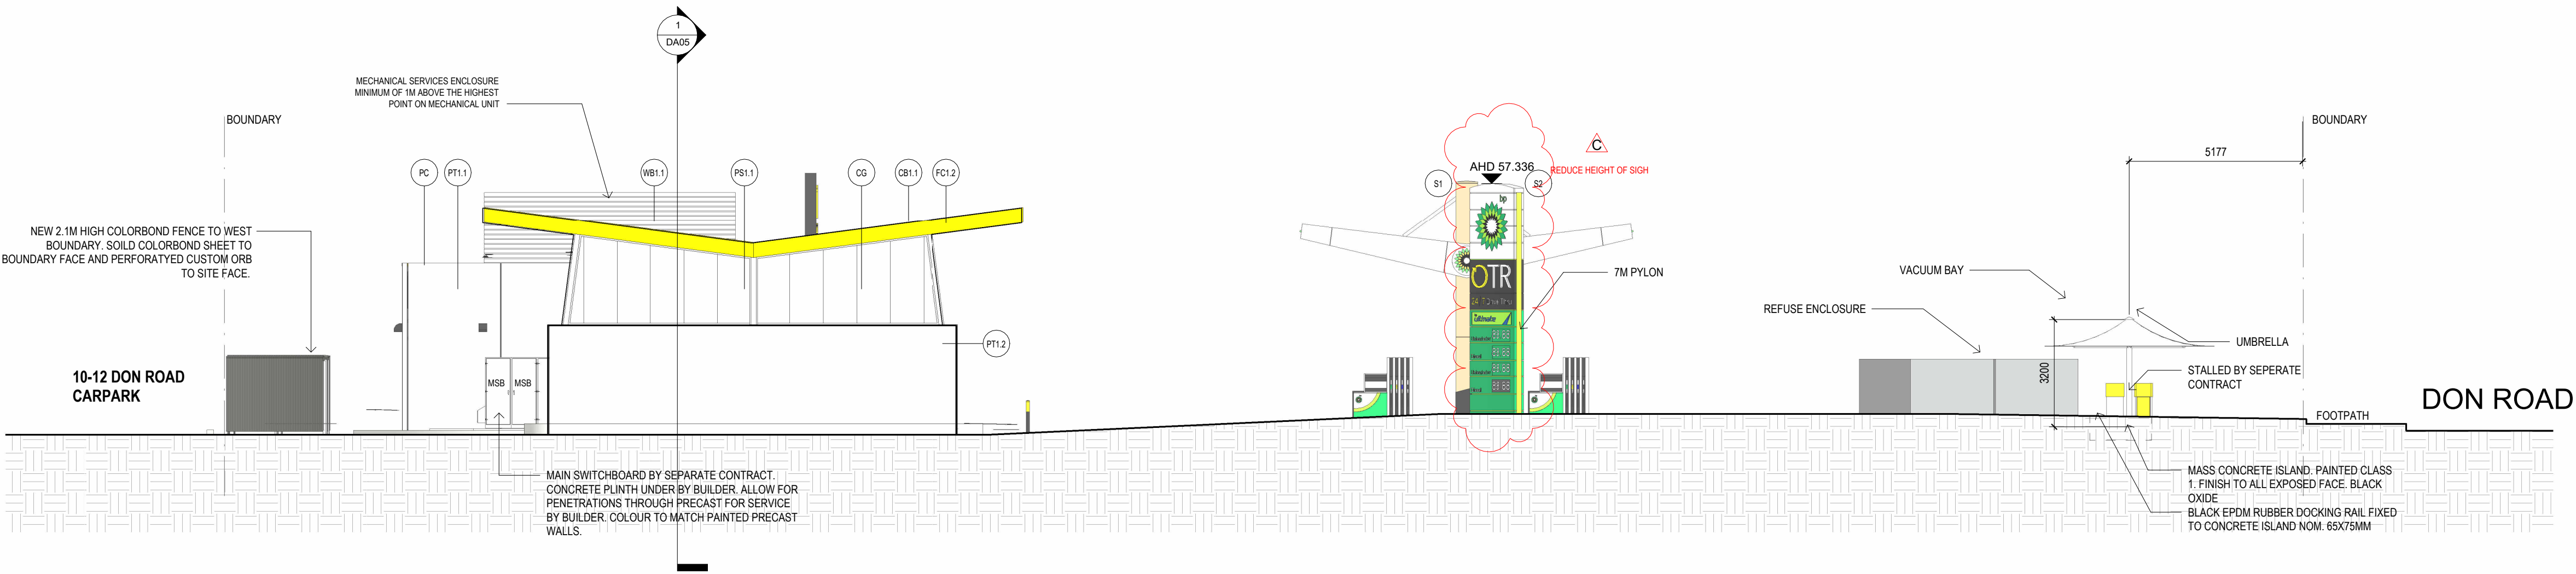 1
DA05
MECHANICAL SERVICES ENCLOSURE
MINIMUM OF 1M ABOVE THE HIGHEST
POINT ON MECHANICAL UNIT
BOUNDARY
PC
PT1.1
WB1.1
PS1.1
CG
CB1.1
FC1.2
NEW 2.1M HIGH COLORBOND FENCE TO WEST
BOUNDARY. SOILD COLORBOND SHEET TO
BOUNDARY FACE AND PERFORATYED CUSTOM ORB
TO SITE FACE.
10-12 DON ROAD
CARPARK
MSB
MSB
PT1.2
MAIN SWITCHBOARD BY SEPARATE CONTRACT.
CONCRETE PLINTH UNDER BY BUILDER. ALLOW FOR
PENETRATIONS THROUGH PRECAST FOR SERVICE
BY BUILDER. COLOUR TO MATCH PAINTED PRECAST
WALLS.
C
AHD 57.336
REDUCE HEIGHT OF SIGH
S1
S2
bp
OTR
24
ultimate
7M PYLON
BOUNDARY
5177
VACUUM BAY
REFUSE ENCLOSURE
UMBRELLA
3200
STALLED BY SEPERATE
CONTRACT
FOOTPATH
DON ROAD
MASS CONCRETE ISLAND. PAINTED CLASS
1. FINISH TO ALL EXPOSED FACE. BLACK
OXIDE
BLACK EPDM RUBBER DOCKING RAIL FIXED
TO CONCRETE ISLAND NOM. 65X75MM